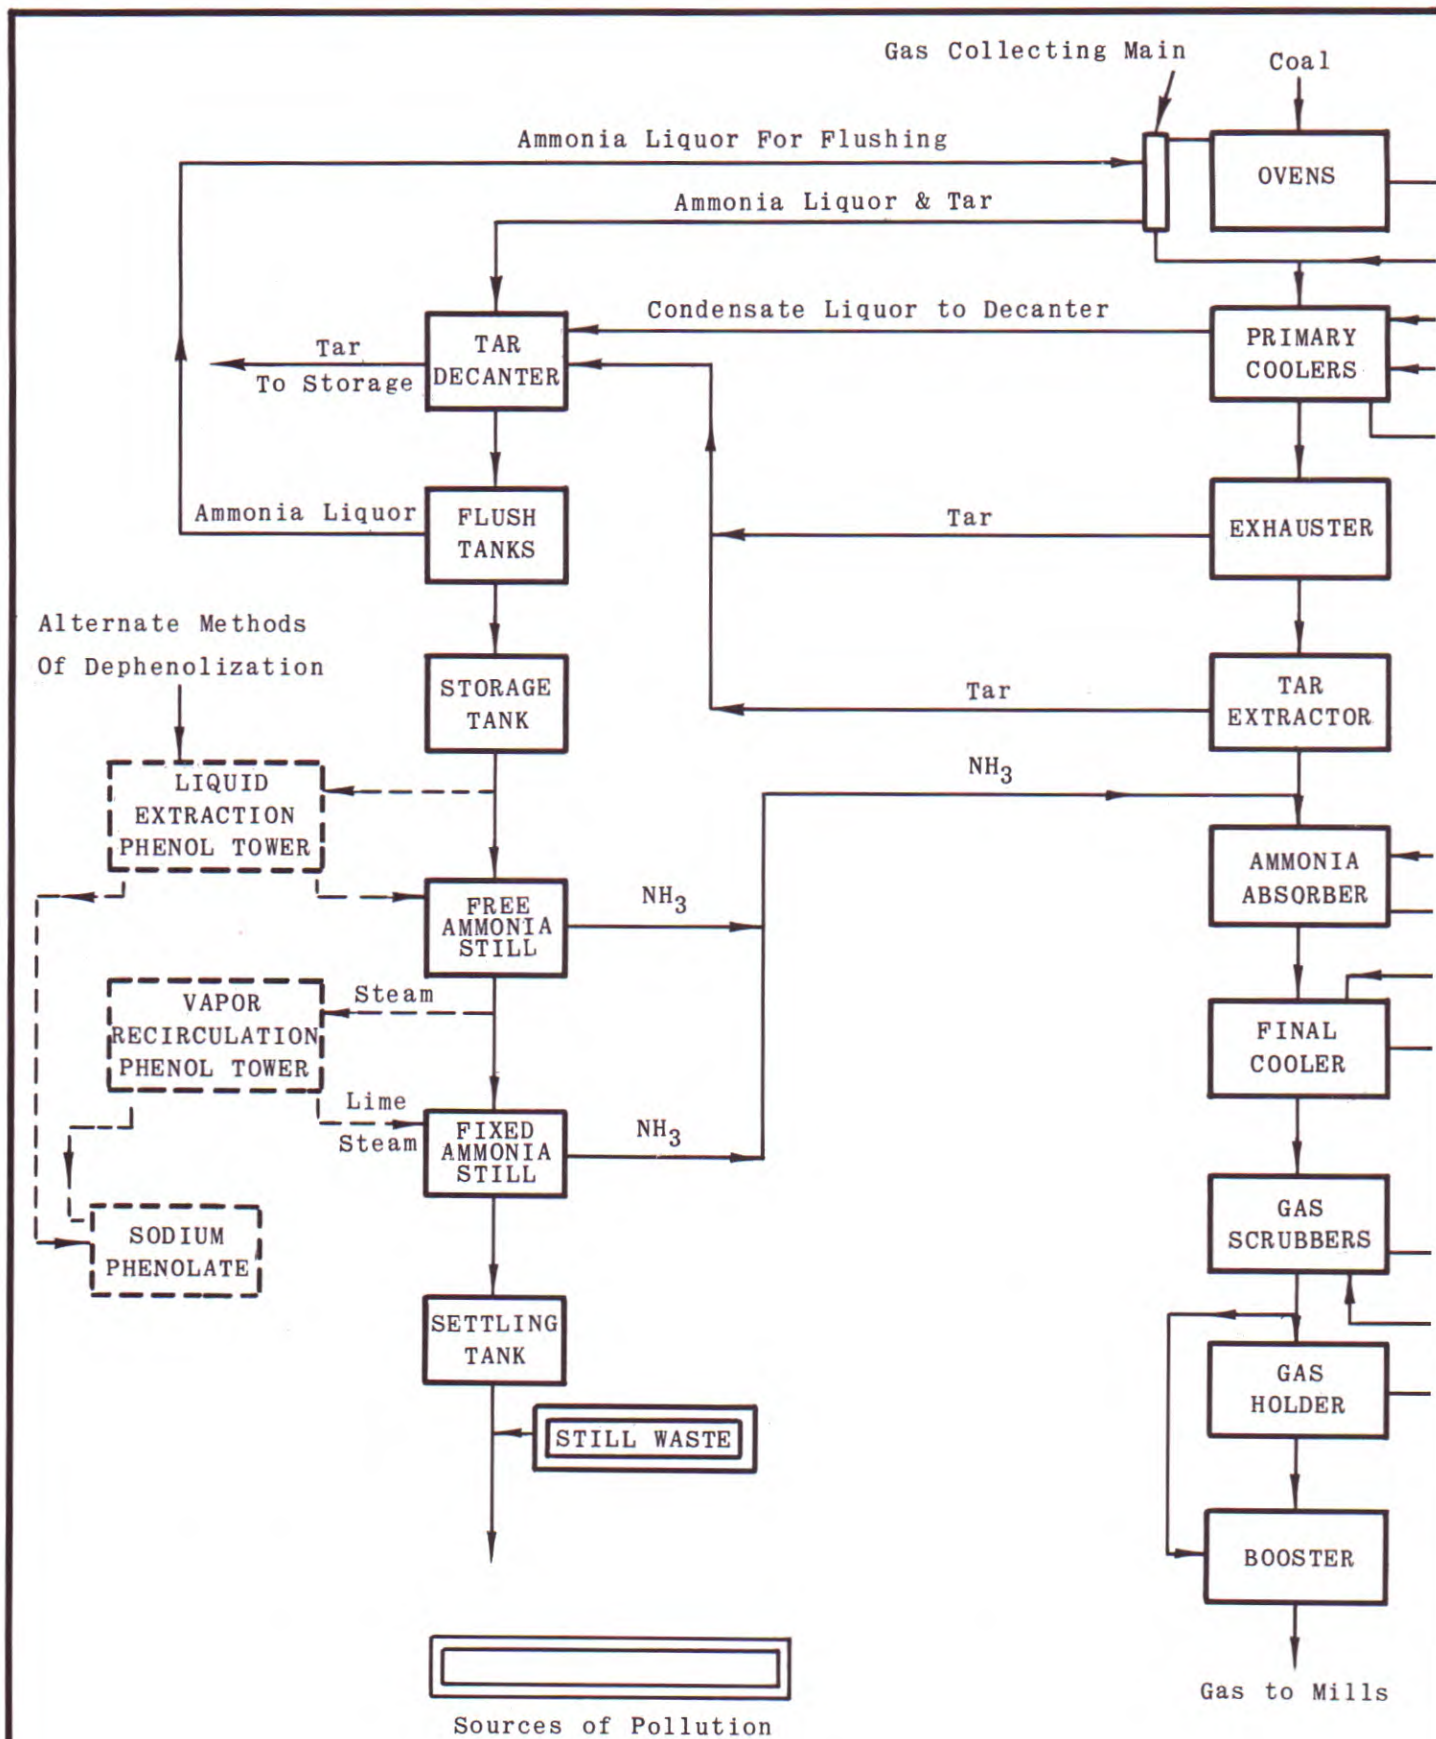 Gas Collecting Main
Coal
Ammonia Liquor For Flushing
OVENS
Ammonia Liquor & Tar
Condensate Liquor to Decanter
TAR
DECANTER
Tar
To Storage
PRIMARY
COOLERS
Ammonia Liquor
FLUSH
TANKS
Tar
EXHAUSTER
Alternate Methods
Of Dephenolization
STORAGE
TANK
Tar
TAR
EXTRACTOR
NH3
LIQUID
EXTRACTION
PHENOL TOWER
AMMONIA
ABSORBER
FREE
AMMONIA
STILL
NH3
VAPOR
RECIRCULATION
PHENOL TOWER
Steam
FINAL
COOLER
Lime
Steam
FIXED
AMMONIA
STILL
NH3
SODIUM
PHENOLATE
GAS
SCRUBBERS
SETTLING
TANK
GAS
HOLDER
STILL WASTE
BOOSTER
Gas to Mills
Sources of Pollution